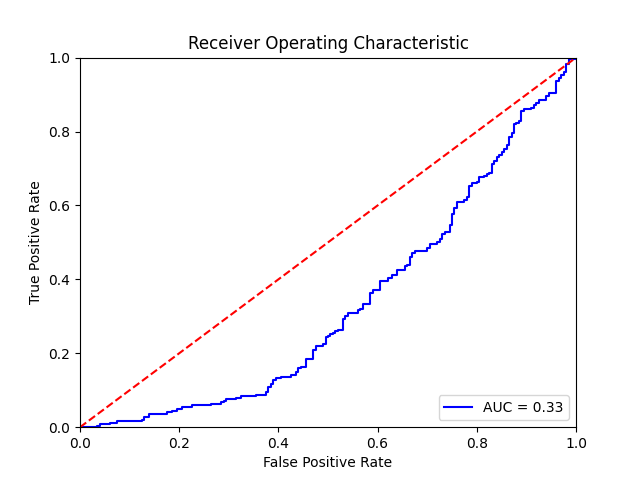 Receiver Operating Characteristic
True Positive Rate
1.0
0.8
0.6
0.4
0.2
0.0
AUC = 0.33
0.0 0.2 0.4 0.6 0.8 1.0
False Positive Rate